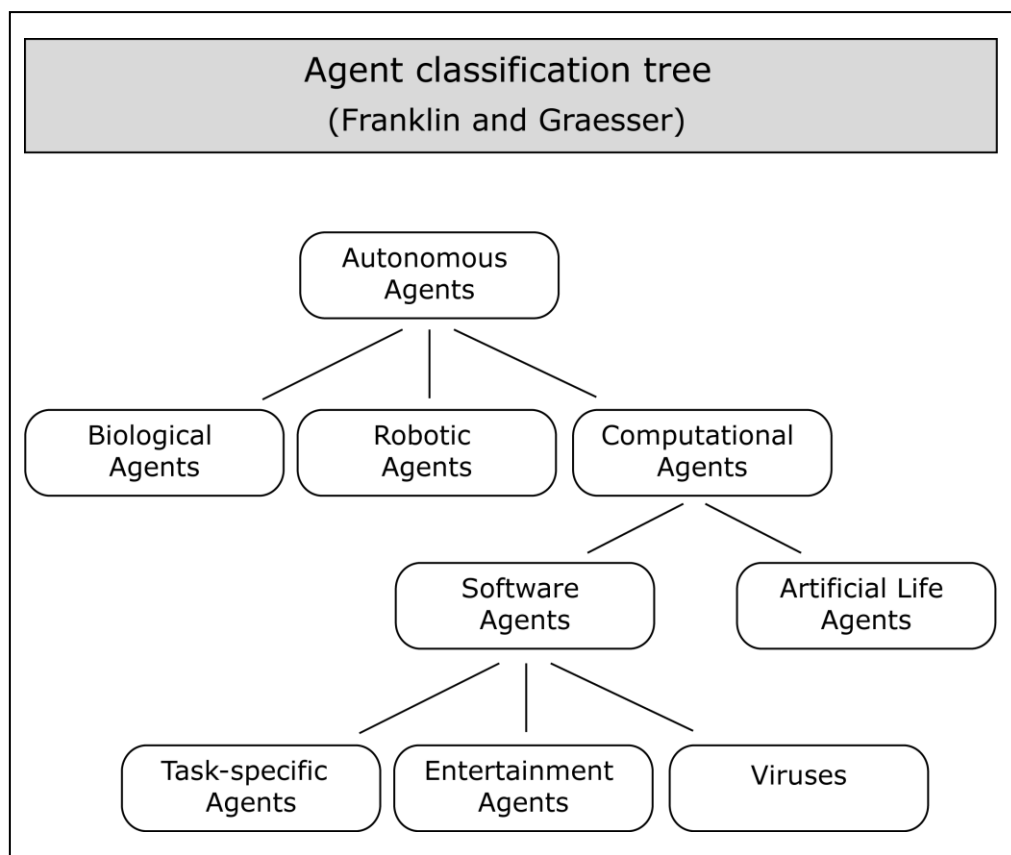 Agent classification tree
(Franklin and Graesser)
Autonomous
Agents
Biological
Agents
Robotic
Agents
Computational
Agents
Software
Agents
Artificial Life
Agents
Task-specific
Agents
Entertainment
Agents
Viruses